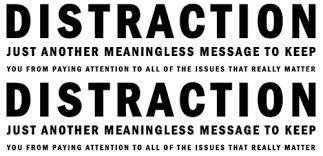 DISTRACTION
JUST ANOTHER MEANINGLESS MESSAGE TO KEEP
YOU FROM PAYING ATTENTION TO ALL OF THE ISSUES THAT REALLY MATTER
DISTRACTION
JUST ANOTHER MEANINGLESS MESSAGE TO KEEP
YOU FROM PAYING ATTENTION TO ALL OF THE ISSUES THAT REALLY MATTER